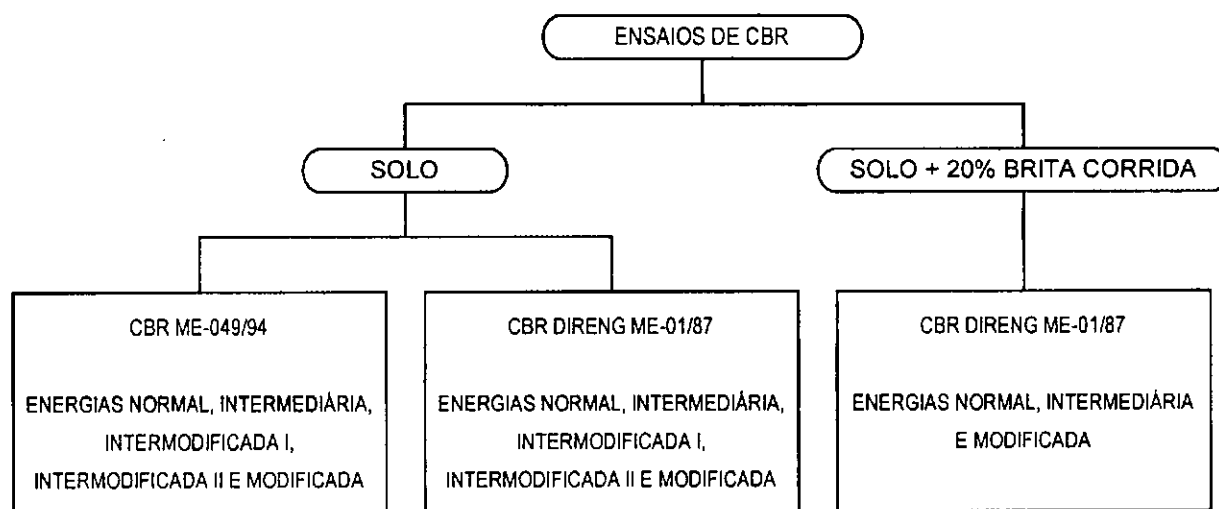 ENSAIOS DE CBR
SOLO
SOLO + 20% BRITA CORRIDA
CBR ME-049/94
ENERGIAS NORMAL, INTERMEDIÁRIA,
INTERMODIFICADA I,
INTERMODIFICADA II E MODIFICADA
CBR DIRENG ME-01/87
ENERGIAS NORMAL, INTERMEDIÁRIA,
INTERMODIFICADA I,
INTERMODIFICADA II E MODIFICADA
CBR DIRENG ME-01/87
ENERGIAS NORMAL, INTERMEDIÁRIA
E MODIFICADA